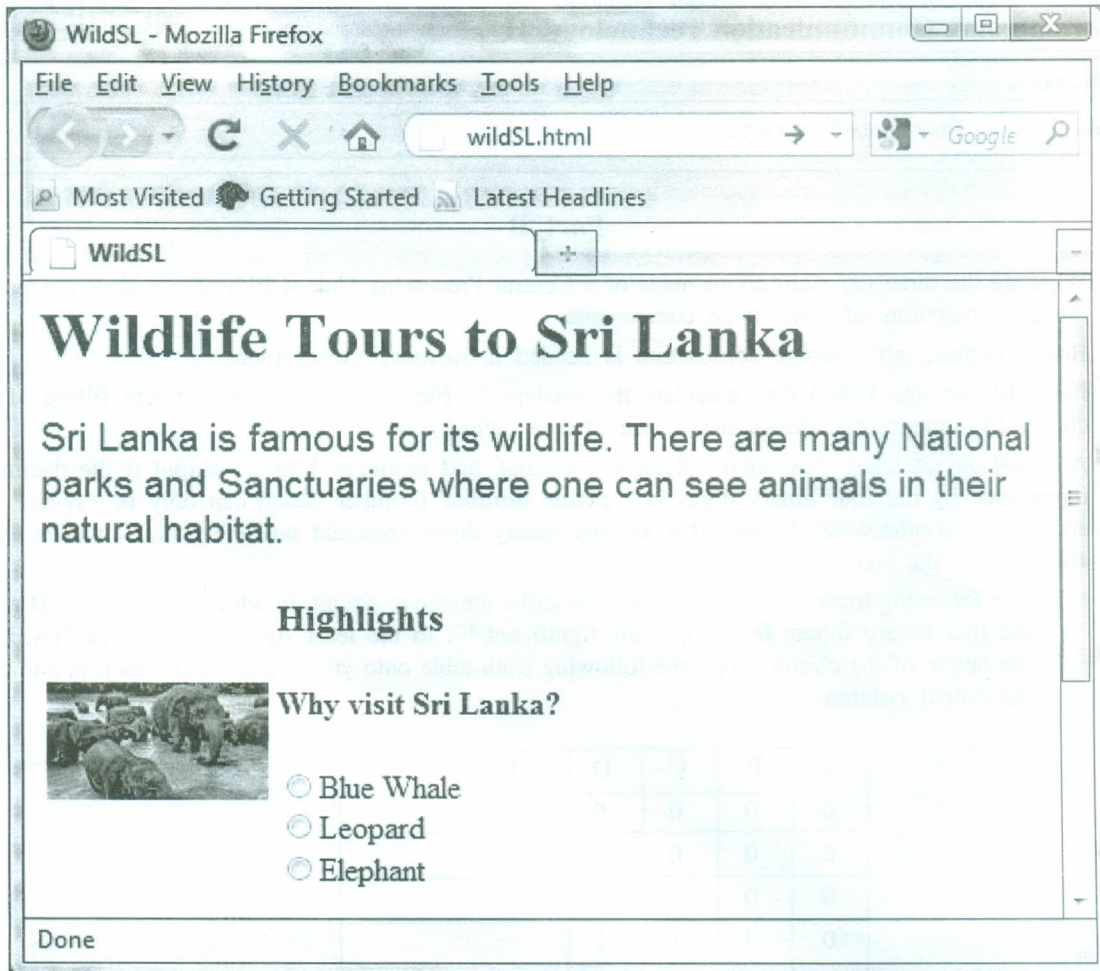 WildSL - Mozilla Firefox
File Edit View History Bookmarks Tools Help
wildSL.html
Google
Most Visited Getting Started Latest Headlines
WildSL
Wildlife Tours to Sri Lanka
Sri Lanka is famous for its wildlife. There are many National
parks and Sanctuaries where one can see animals in their
natural habitat.
Highlights
Why visit Sri Lanka?
Blue Whale
Leopard
Elephant
Done